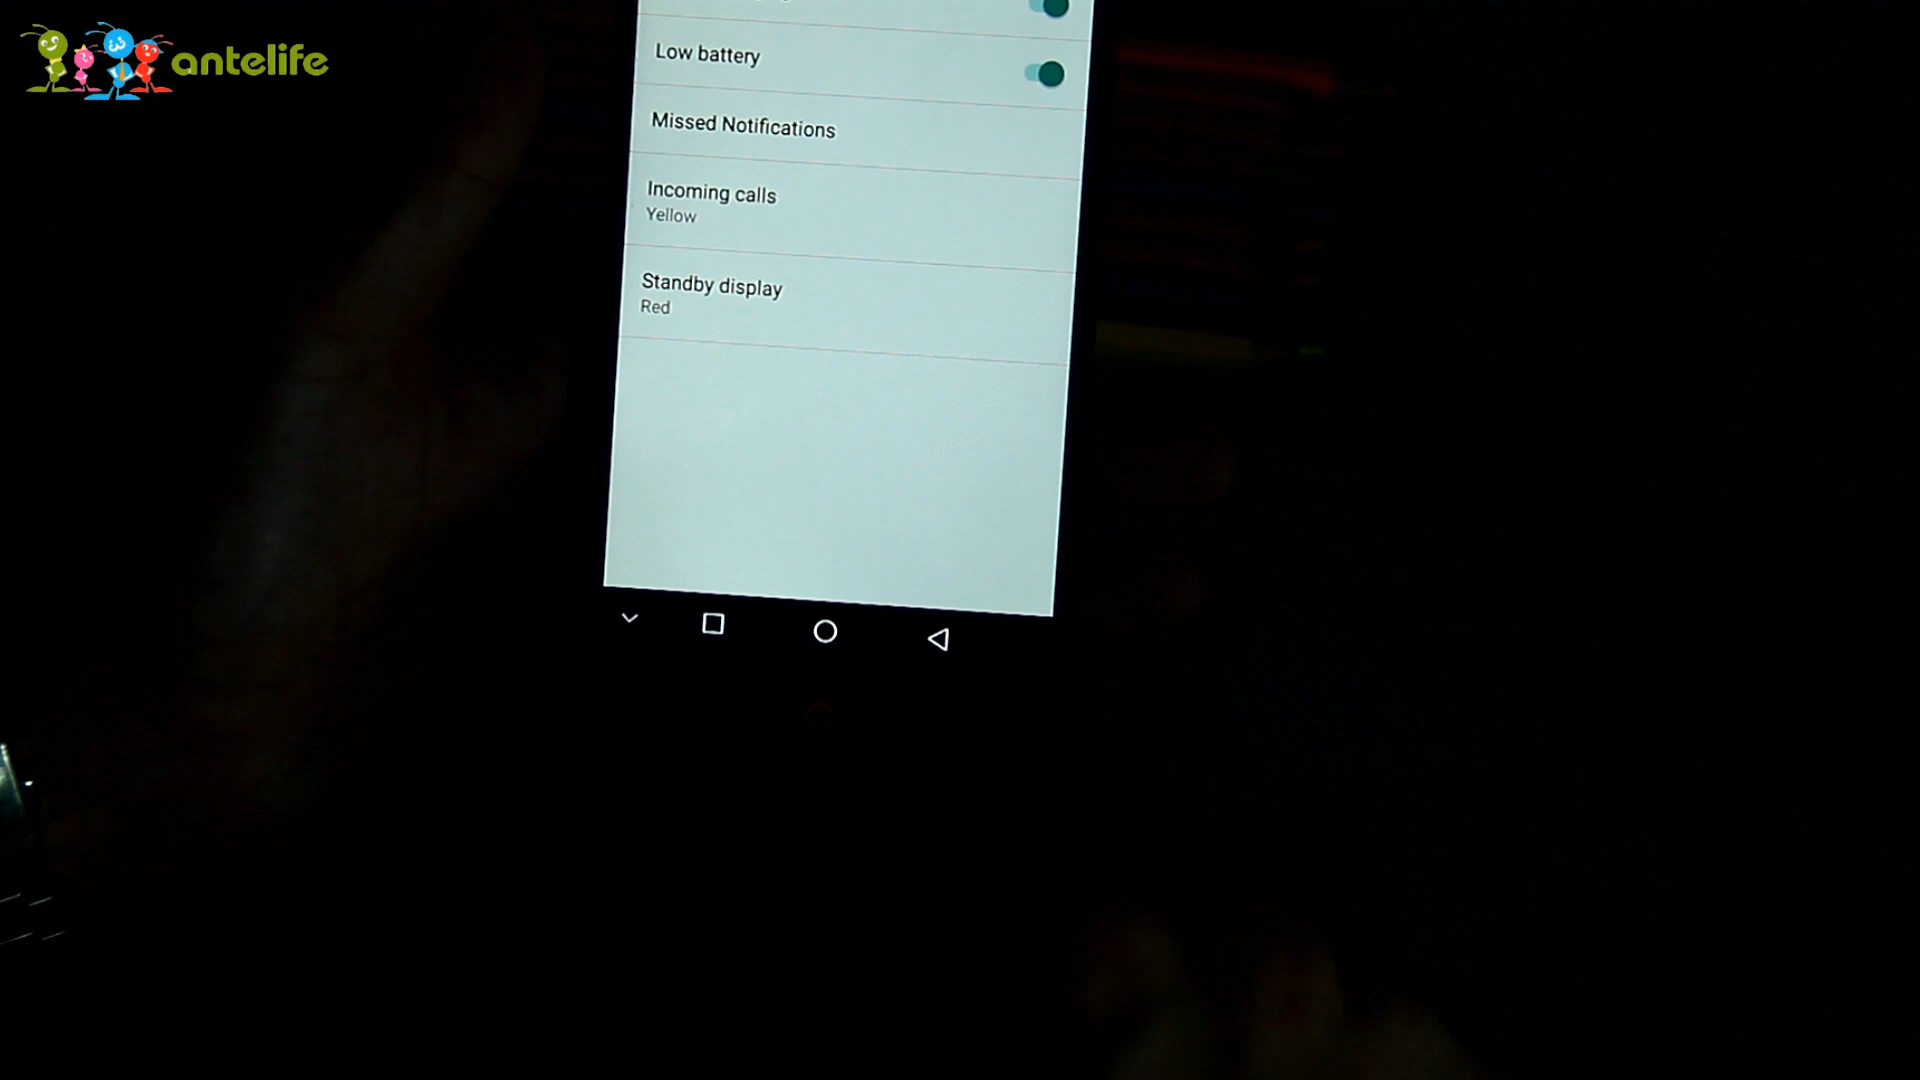 antelife
Low battery
Missed Notifications
Incoming calls
Yellow
Standby display
Red